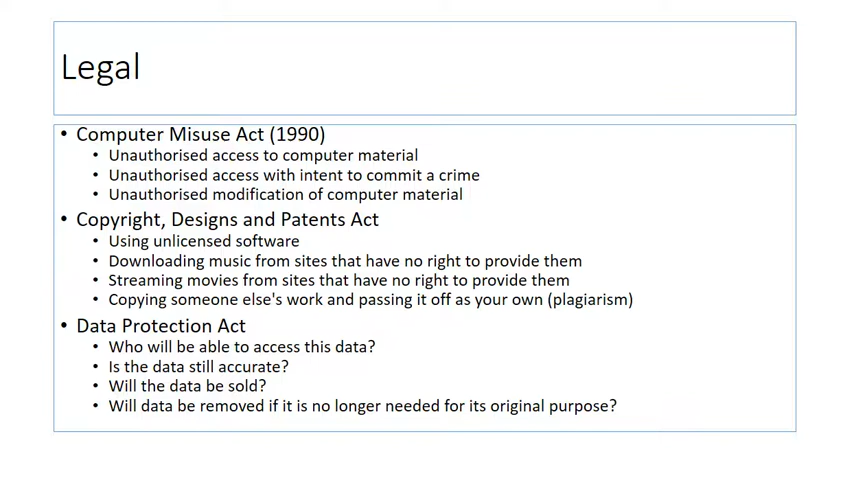 Legal
• Computer Misuse Act (1990)
• Unauthorised access to computer material
• Unauthorised access with intent to commit a crime
• Unauthorised modification of computer material
• Copyright, Designs and Patents Act
• Using unlicensed software
• Downloading music from sites that have no right to provide them
• Streaming movies from sites that have no right to provide them
• Copying someone else's work and passing it off as your own (plagiarism)
• Data Protection Act
• Who will be able to access this data?
• Is the data still accurate?
• Will the data be sold?
• Will data be removed if it is no longer needed for its original purpose?